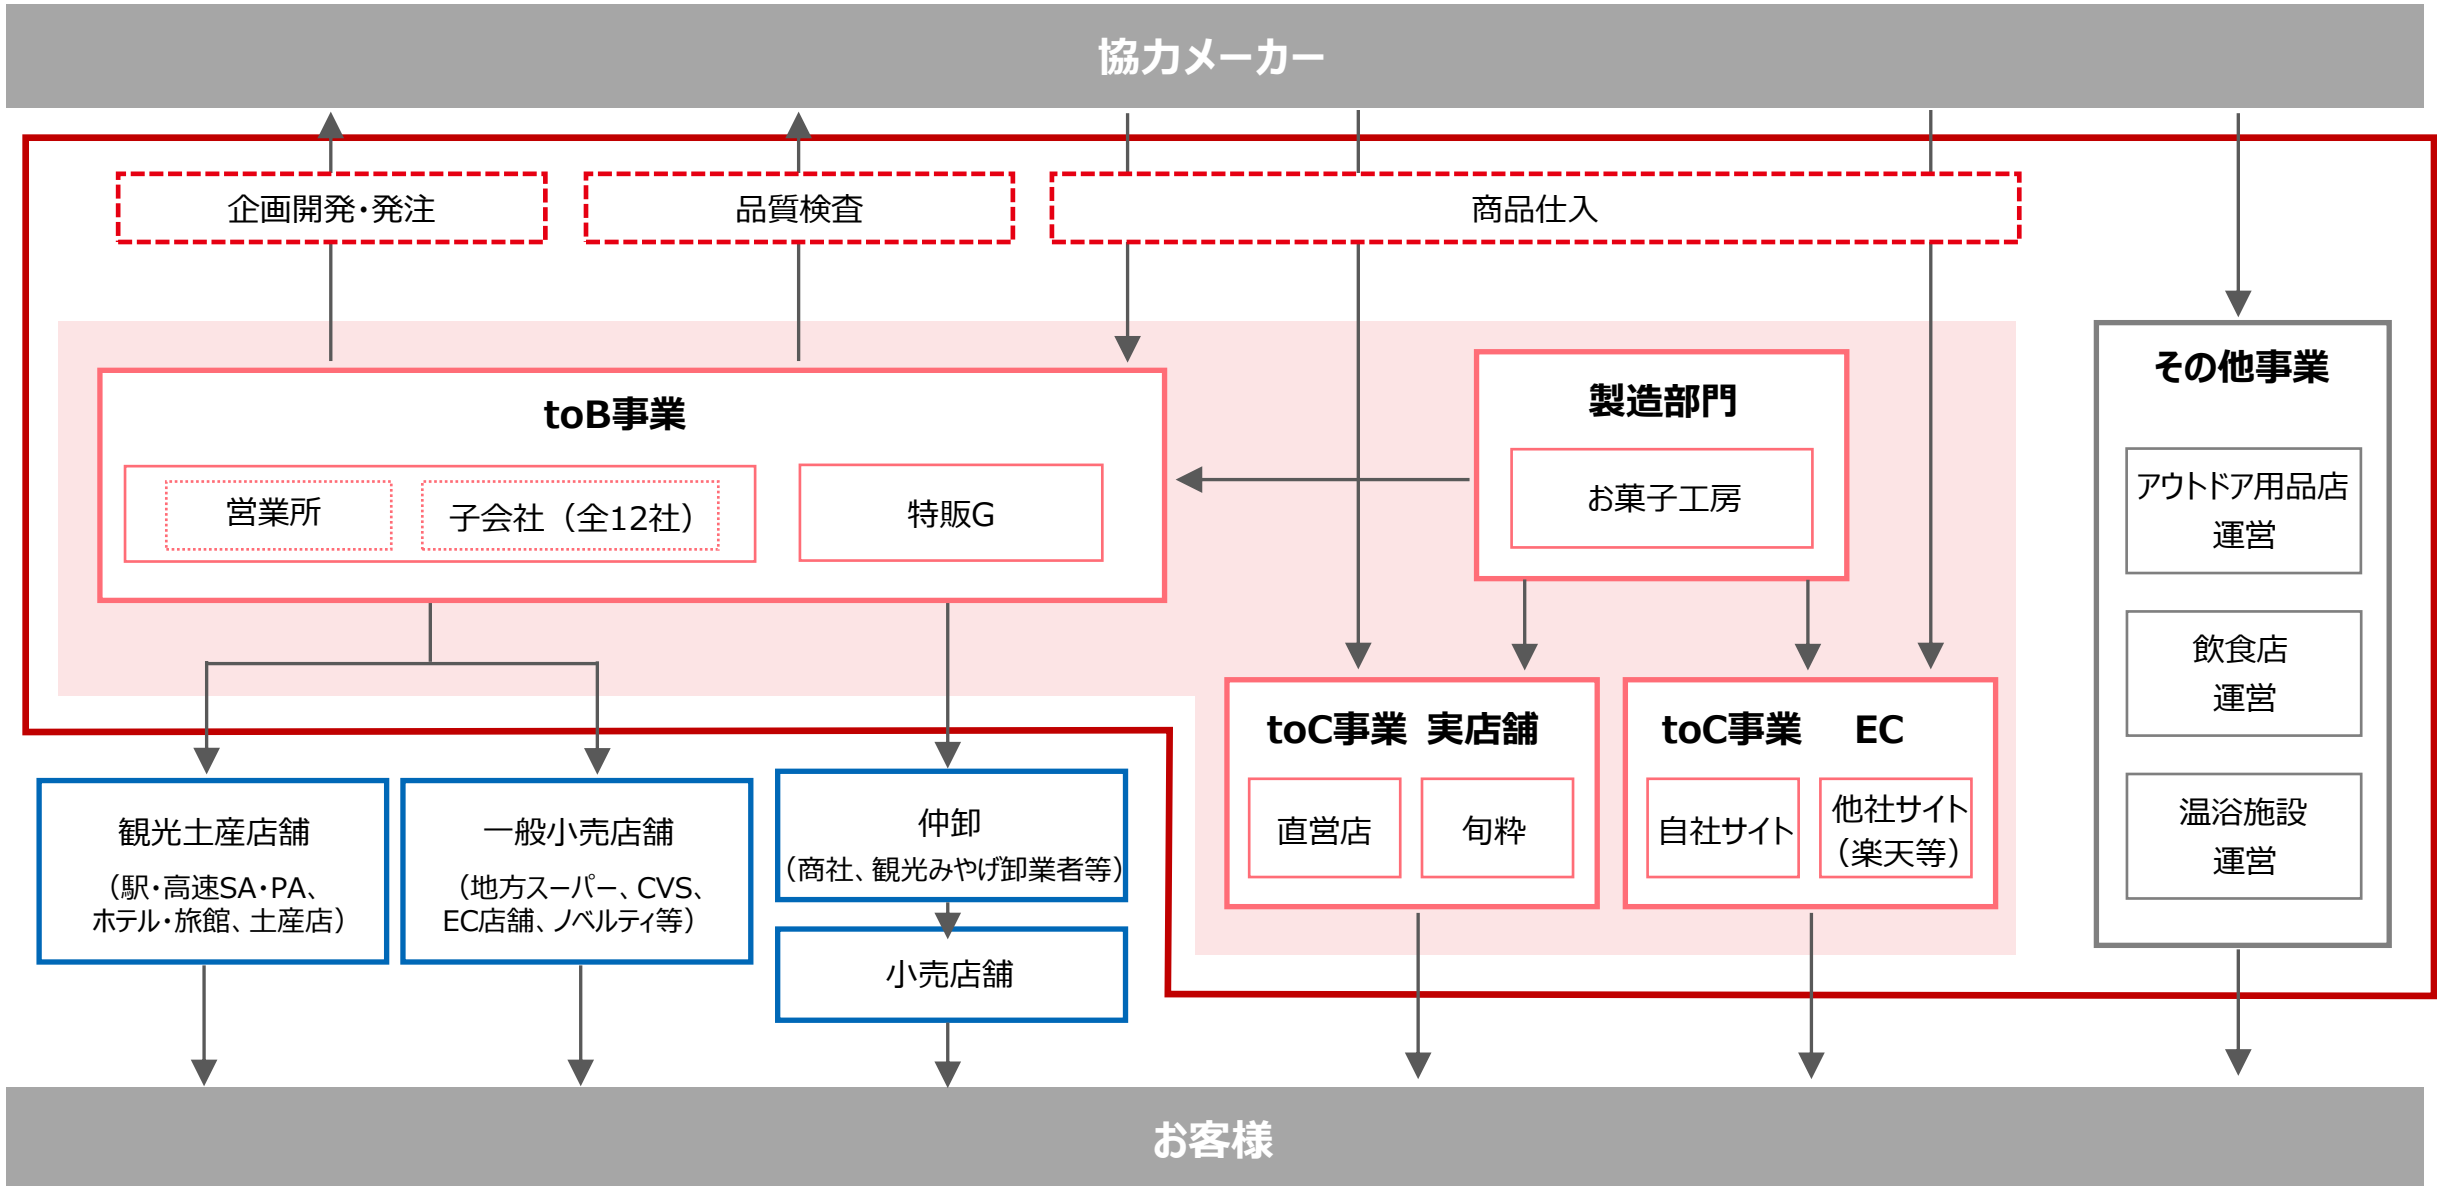 協力メーカー
企画開発・発注
品質検査
商品仕入
toB事業
営業所
子会社（全12社）
特販G
製造部門
お菓子工房
その他事業
アウトドア用品店
運営
飲食店
運営
温浴施設
運営
toC事業 実店舗
直営店
旬粋
toC事業 EC
自社サイト
他社サイト
（楽天等）
観光土産店舗
（駅・高速SA・PA、
ホテル・旅館、土産店）
一般小売店舗
（地方スーパー、CVS、
EC店舗、ノベルティ等）
仲卸
（商社、観光みやげ卸業者等）
小売店舗
お客様